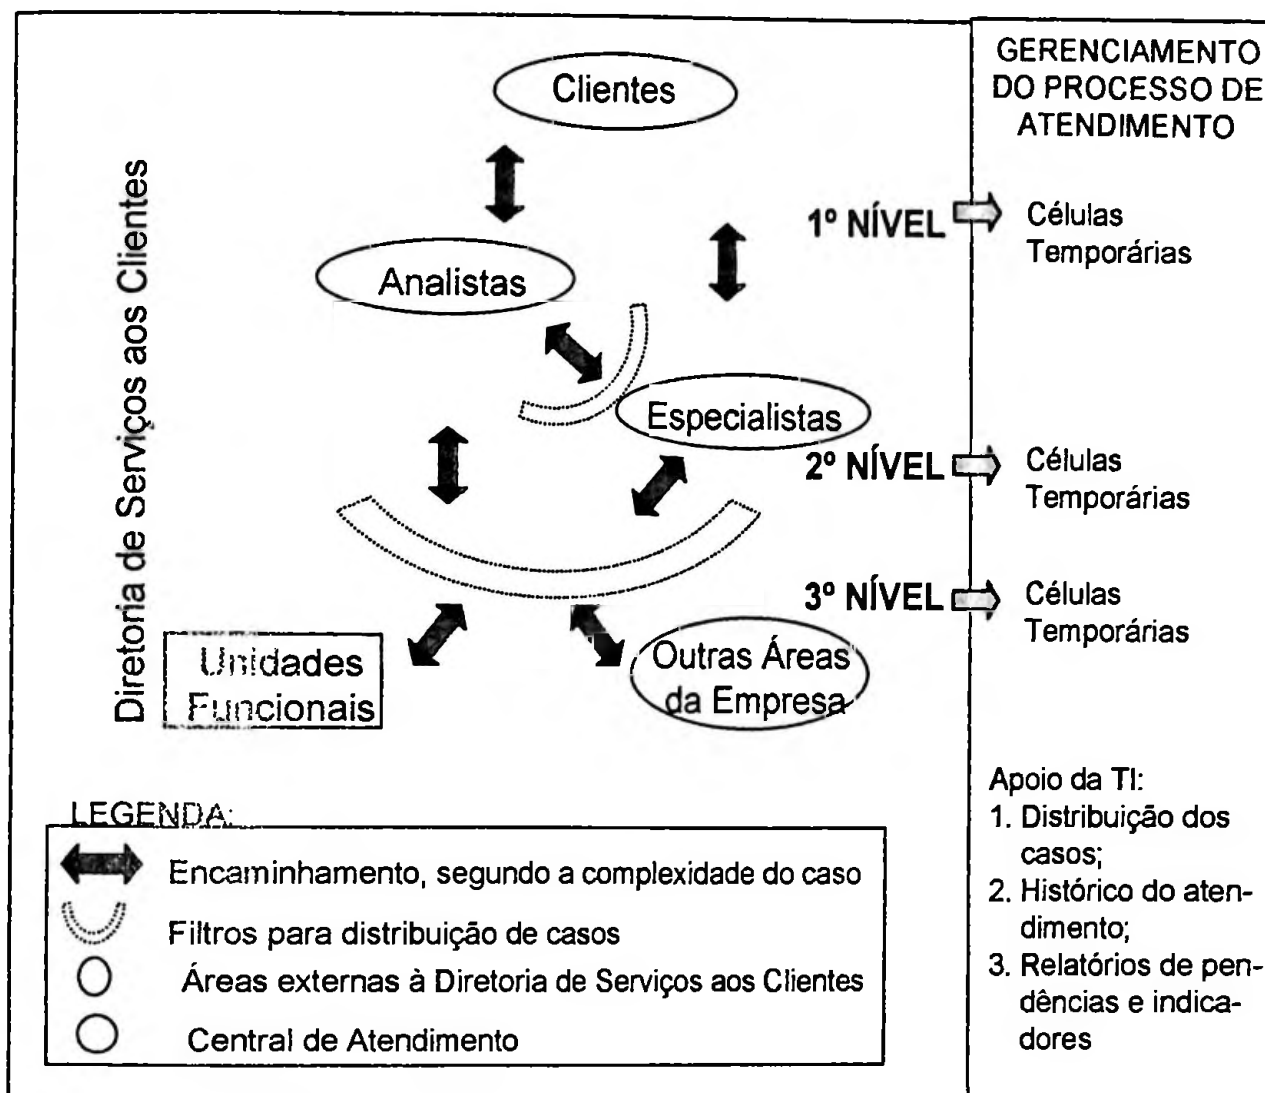 Diretoria de Serviços aos Clientes
Clientes
Analistas
Especialistas
1º NÍVEL
2º NÍVEL
3º NÍVEL
Unidades
Funcionais
Outras Áreas
da Empresa
GERENCIAMENTO
DO PROCESSO DE
ATENDIMENTO
Células
Temporárias
Células
Temporárias
Células
Temporárias
Apoio da TI:
1. Distribuição dos
casos;
2. Histórico do aten-
dimento;
3. Relatórios de pen-
dências e indica-
dores
LEGENDA:
Encaminhamento, segundo a complexidade do caso
Filtros para distribuição de casos
Áreas externas à Diretoria de Serviços aos Clientes
Central de Atendimento